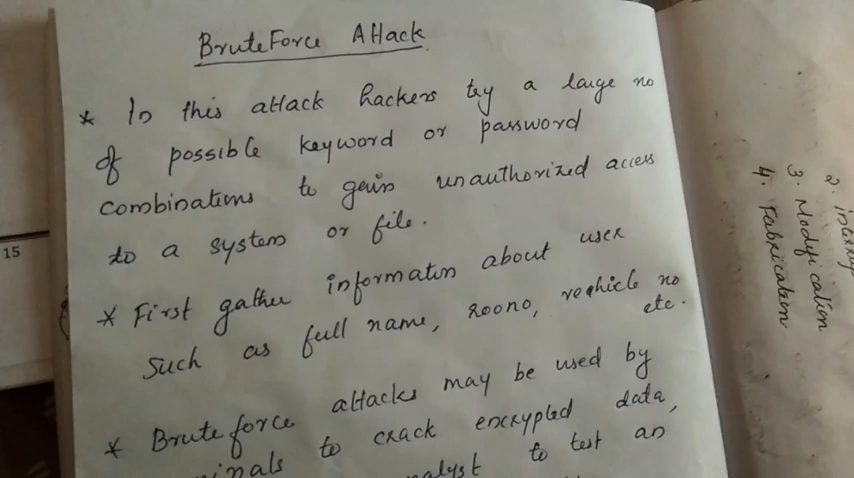 BruteForce Attack
* In this attack hackers try a large no
of possible keyword or password
combinations to gain unauthorized access
to a system or file.
* First gather information about user
such as full name, roono, vehicle no
etc.
* Brute force attacks may be used by
to crack encrypted data,
to test an
15
3. Modification
4. Fabrication